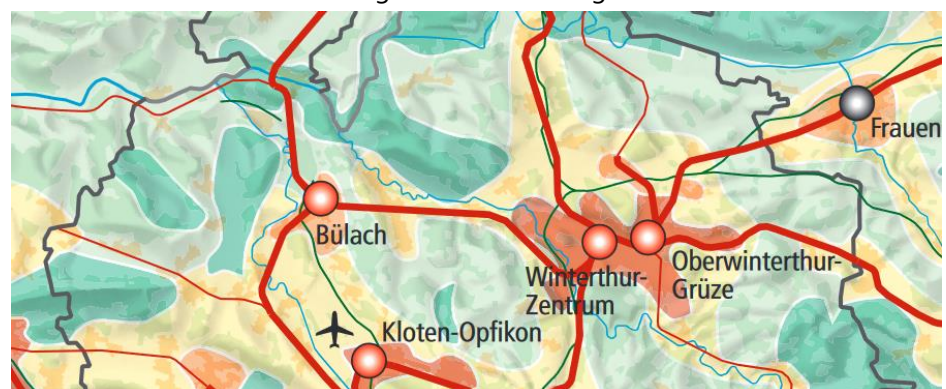 Frauen
Bülach
Winterthur-
Zentrum
Oberwinterthur-
Grüze
Kloten-Opfikon